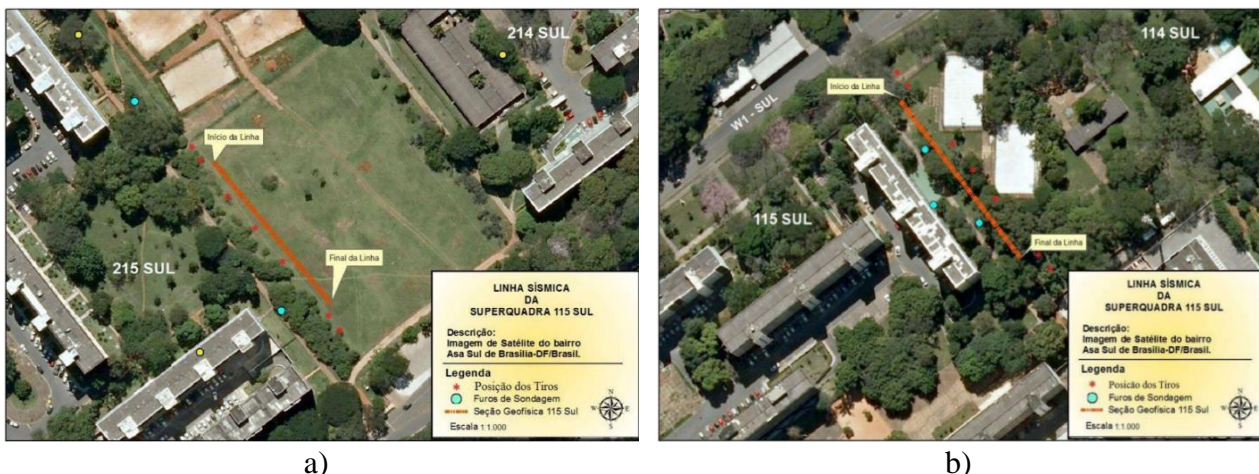 214 SUL
Início da Linha
215 SUL
Final da Linha
LINHA SÍSMICA
DA
SUPERQUADRA 115 SUL
Descrição:
Imagem de Satélite do bairro
Asa Sul de Brasília-DF/Brasil.
Legenda
Posição dos Tiros
Furos de Sondagem
Seção Geofísica 115 Sul
Escala 1:1.000
N
W E
S
a)
114 SUL
Início da Linha
W1 - SUL
115 SUL
Final da Linha
LINHA SÍSMICA
DA
SUPERQUADRA 115 SUL
Descrição:
Imagem de Satélite do bairro
Asa Sul de Brasília-DF/Brasil.
Legenda
Posicão dos Tiros
Furos de Sondagem
Seção Geofísica 115 Sul
Escala 1:1.000
N
W E
S
b)